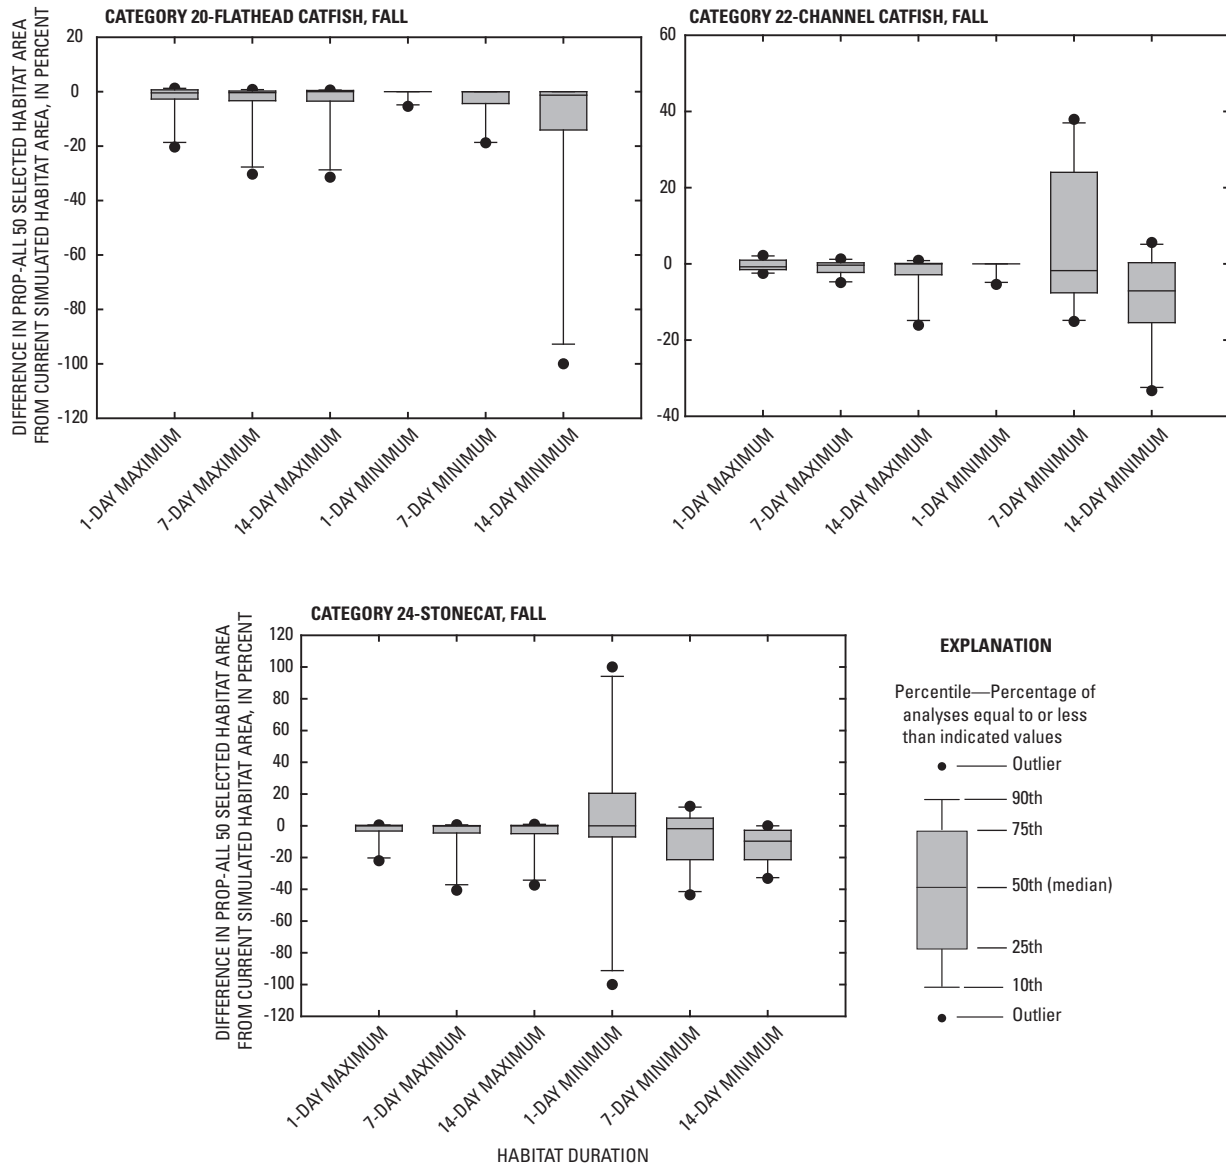 CATEGORY 20-FLATHEAD CATFISH, FALL
DIFFERENCE IN PROP-ALL 50 SELECTED HABITAT AREA
FROM CURRENT SIMULATED HABITAT AREA, IN PERCENT
20
0
-20
-40
-60
-80
-100
-120
1-DAY MAXIMUM
7-DAY MAXIMUM
14-DAY MAXIMUM
1-DAY MINIMUM
7-DAY MINIMUM
14-DAY MINIMUM
CATEGORY 22-CHANNEL CATFISH, FALL
60
40
20
0
-20
-40
1-DAY MAXIMUM
7-DAY MAXIMUM
14-DAY MAXIMUM
1-DAY MINIMUM
7-DAY MINIMUM
14-DAY MINIMUM
CATEGORY 24-STONECAT, FALL
DIFFERENCE IN PROP-ALL 50 SELECTED HABITAT AREA
FROM CURRENT SIMULATED HABITAT AREA, IN PERCENT
120
100
80
60
40
20
0
-20
-40
-60
-80
-100
-120
1-DAY MAXIMUM
7-DAY MAXIMUM
14-DAY MAXIMUM
1-DAY MINIMUM
7-DAY MINIMUM
14-DAY MINIMUM
HABITAT DURATION
EXPLANATION
Percentile—Percentage of
analyses equal to or less
than indicated values
Outlier
90th
75th
50th (median)
25th
10th
Outlier